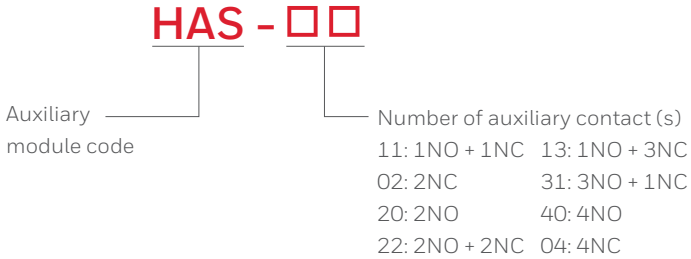 HAS - □□
Auxiliary
module code
Number of auxiliary contact (s)
11: 1NO + 1NC 13: 1NO + 3NC
02: 2NC 31: 3NO + 1NC
20: 2NO 40: 4NO
22: 2NO + 2NC 04: 4NC